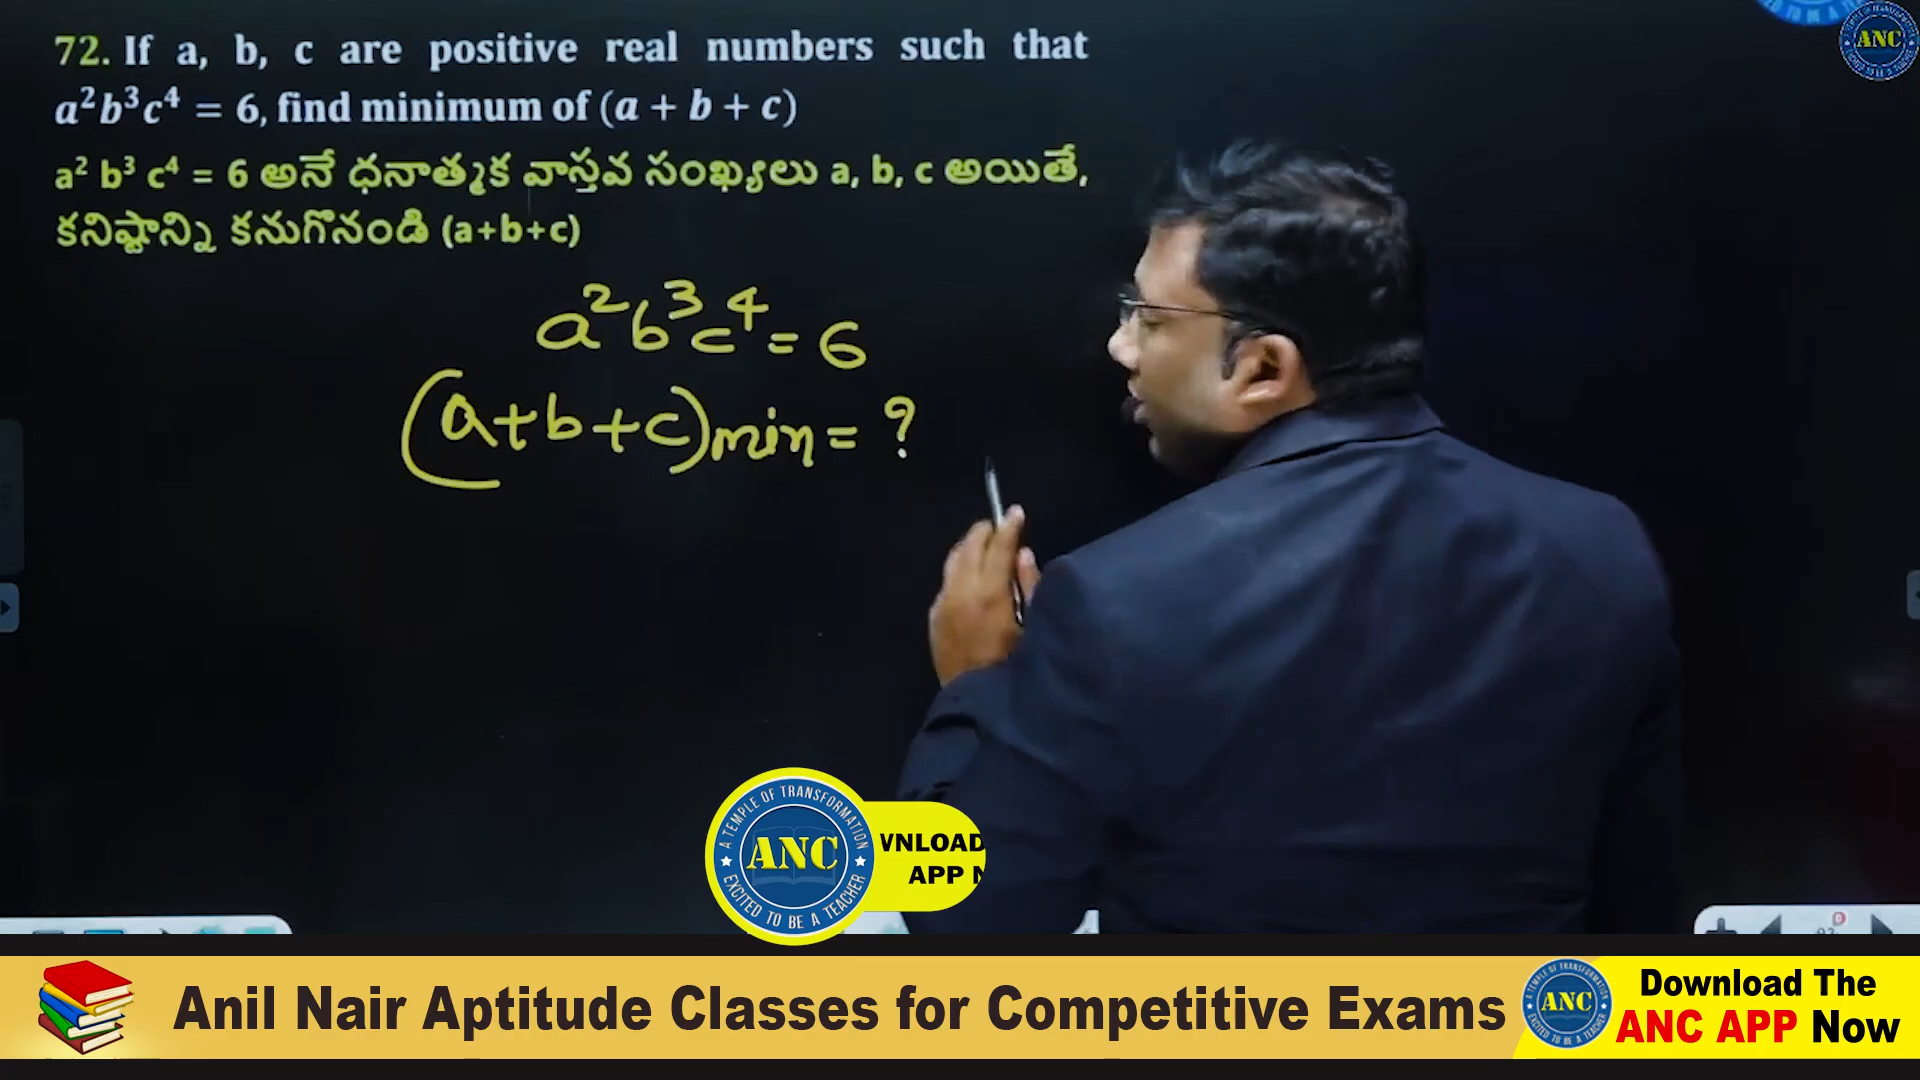 72. If a, b, c are positive real numbers such that
a²b³c⁴ = 6, find minimum of (a + b + c)
a² b³ c⁴ = 6 అనే ధనాత్మక వాస్తవ సంఖ్యలు a, b, c అయితే,
కనిష్టాన్ని కనుగొనండి (a+b+c)
a²b³c⁴ = 6
(a+b+c)min = ?
ANC
A TEMPLE OF TRANSFORMATION
ANC
EXCITED TO BE A TEACHER
VNLOAD
APP N
Anil Nair Aptitude Classes for Competitive Exams
ANC
Download The
ANC APP Now